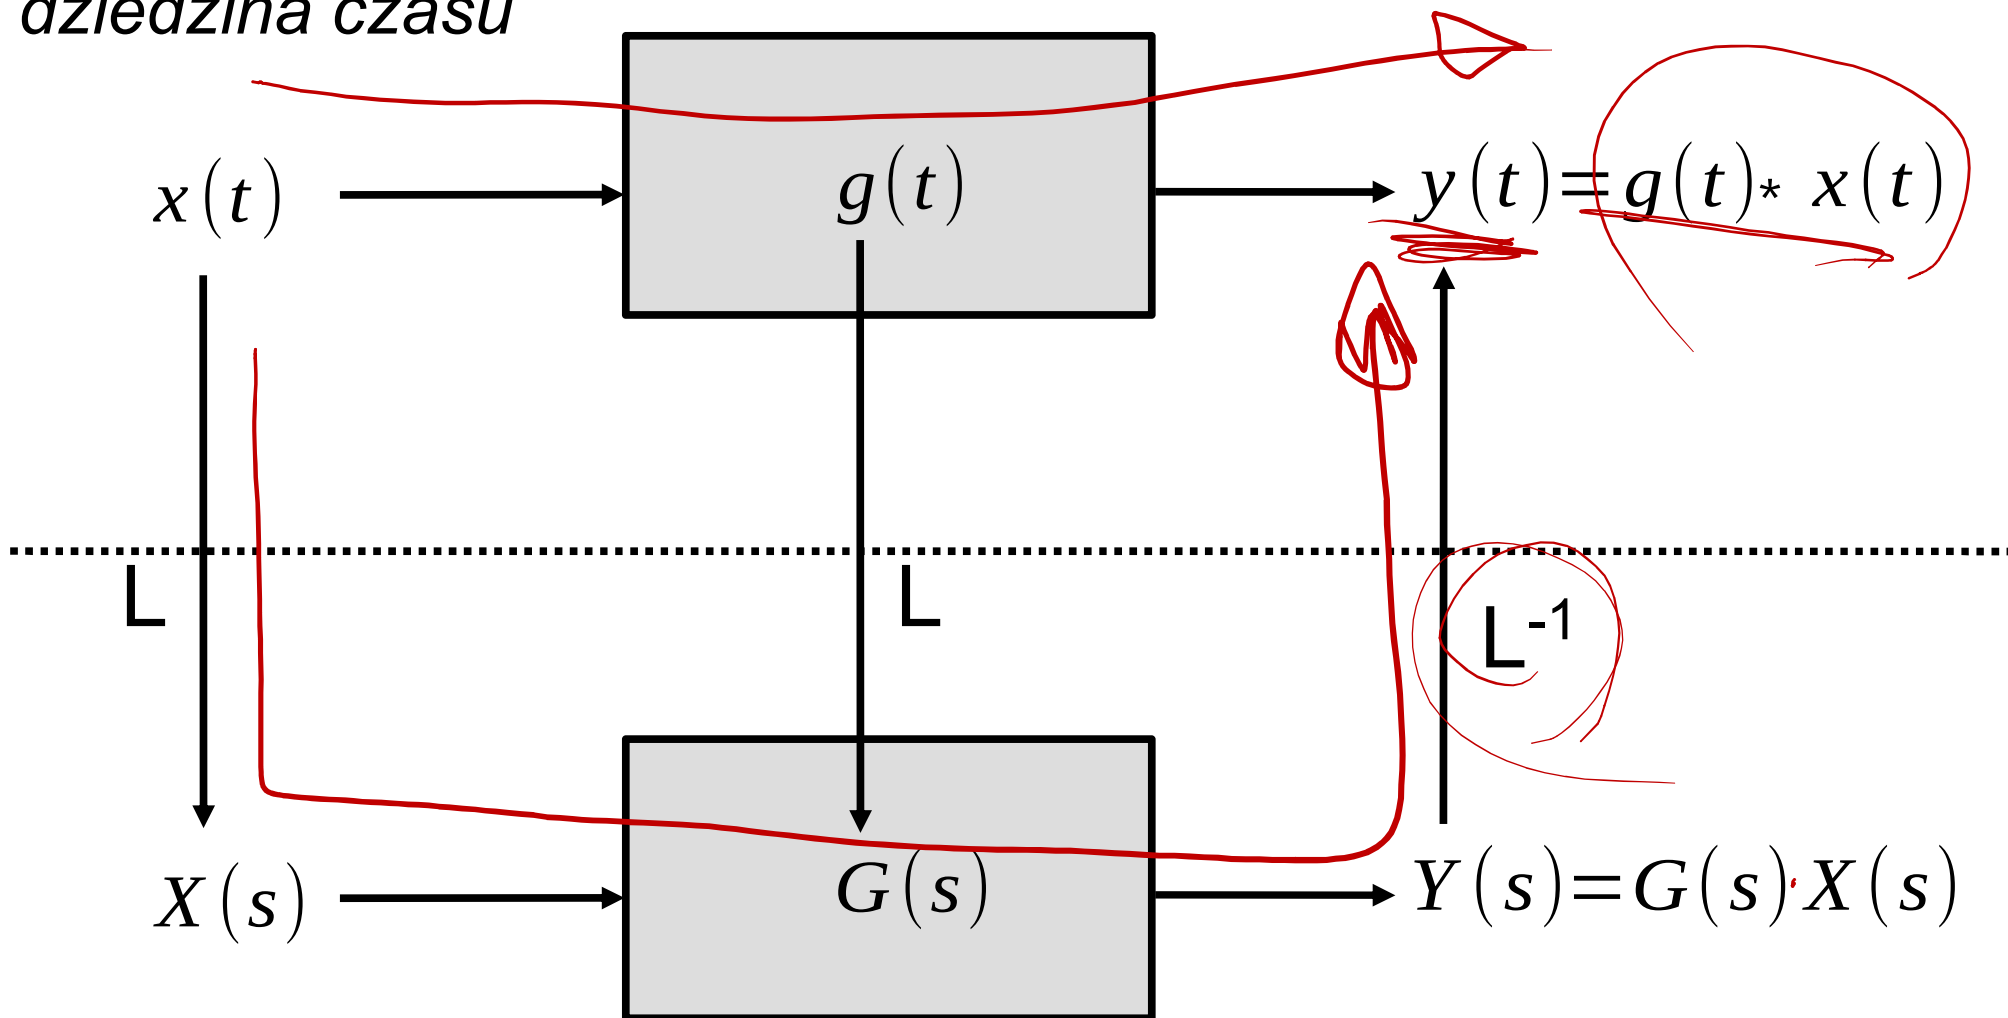 dziedzina czasu
x(t)
g(t)
y(t)=g(t)* x(t)
L
L
L-1
X(s)
G(s)
Y(s)=G(s)·X(s)